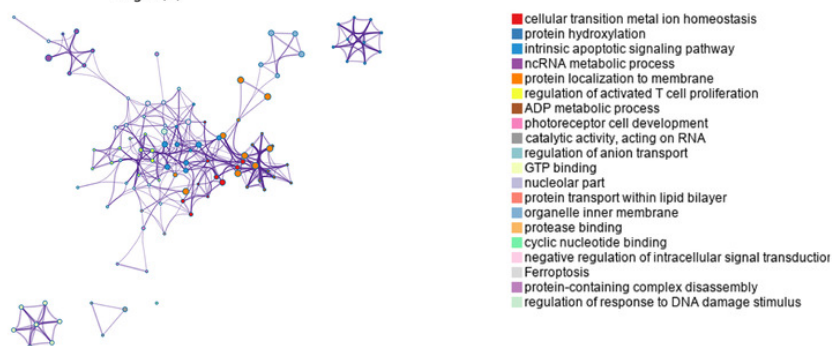 cellular transition metal ion homeostasis
protein hydroxylation
intrinsic apoptotic signaling pathway
ncRNA metabolic process
protein localization to membrane
regulation of activated T cell proliferation
ADP metabolic process
photoreceptor cell development
catalytic activity, acting on RNA
regulation of anion transport
GTP binding
nucleolar part
protein transport within lipid bilayer
organelle inner membrane
protease binding
cyclic nucleotide binding
negative regulation of intracellular signal transduction
Ferroptosis
protein-containing complex disassembly
regulation of response to DNA damage stimulus